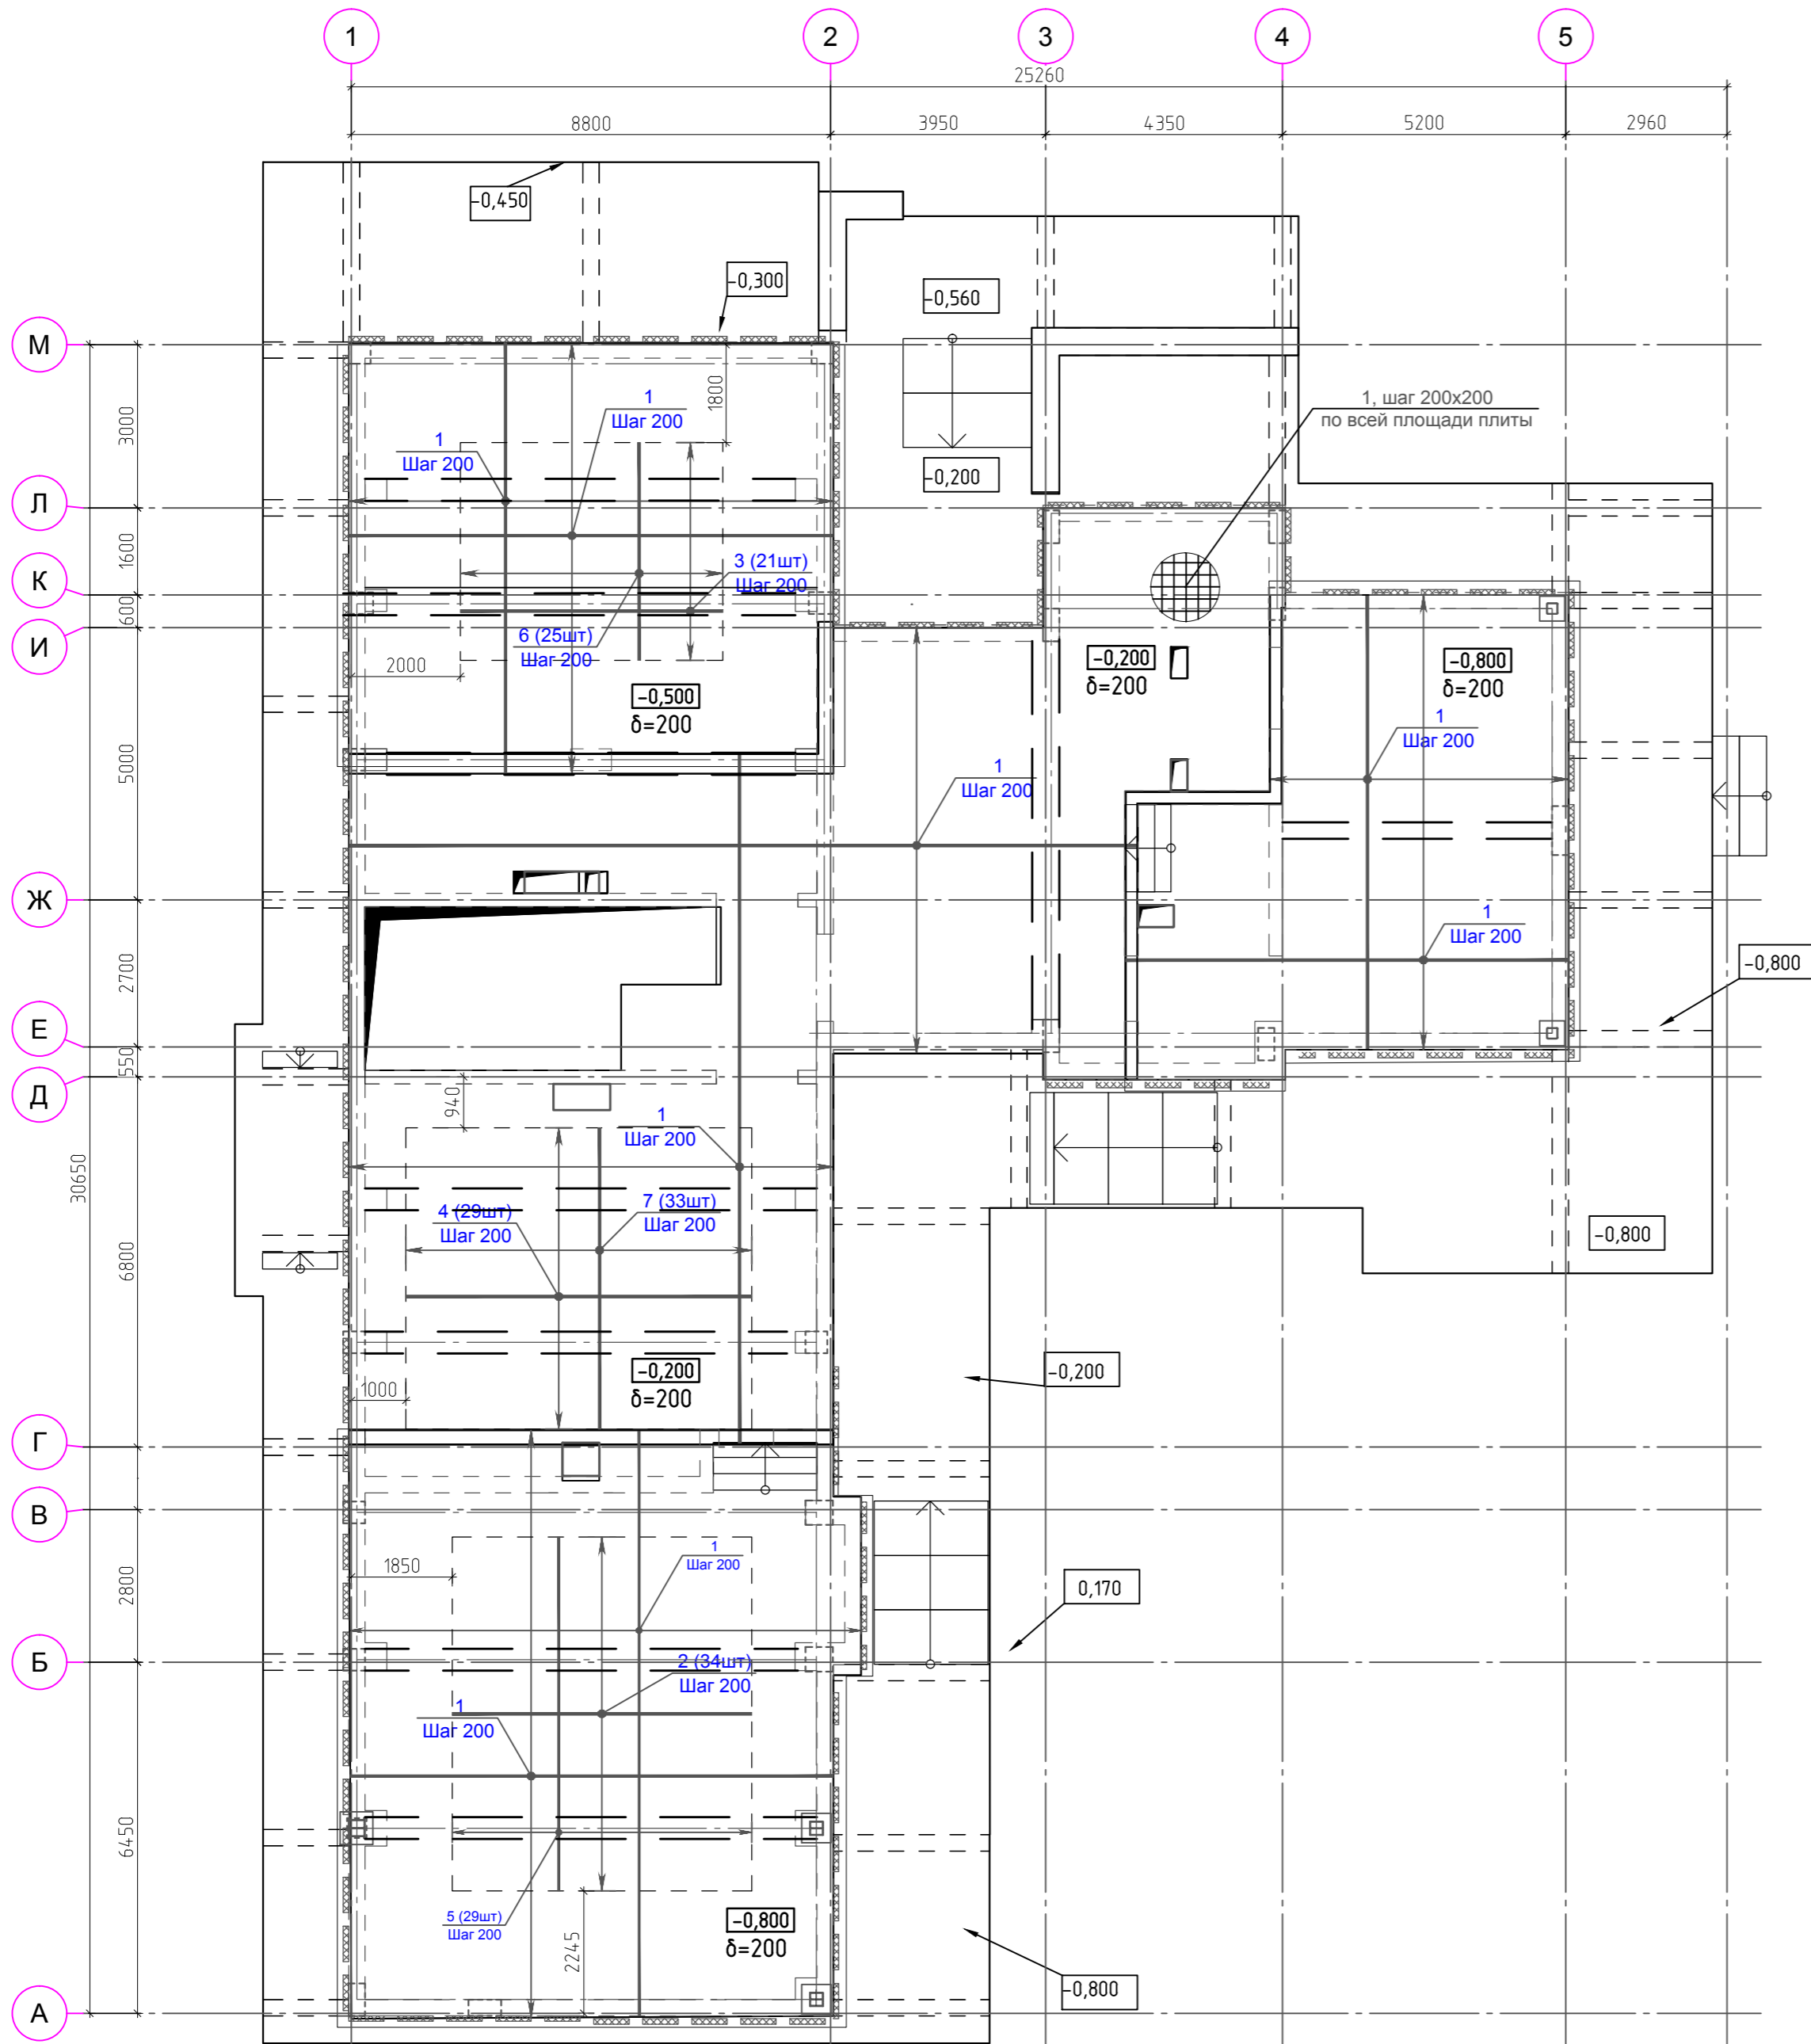 1
2
3
4
5
25260
8800
3950
4350
5200
2960
-0,450
-0,300
-0,560
М
1800
1
Шаг 200
1
Шаг 200
1, шаг 200х200
по всей площади плиты
3000
-0,200
Л
1600
3 (21шт)
Шаг 200
К
600
И
6 (25шт)
Шаг 200
2000
-0,500
δ=200
-0,200
δ=200
-0,800
δ=200
1
Шаг 200
5000
1
Шаг 200
Ж
1
Шаг 200
2700
-0,800
Е
550
Д
940
1
Шаг 200
30650
4 (29шт)
Шаг 200
7 (33шт)
Шаг 200
-0,800
6800
1000
-0,200
δ=200
-0,200
Г
В
1850
1
Шаг 200
2800
0,170
Б
2 (34шт)
Шаг 200
1
Шаг 200
6450
5 (29шт)
Шаг 200
2245
-0,800
δ=200
-0,800
А